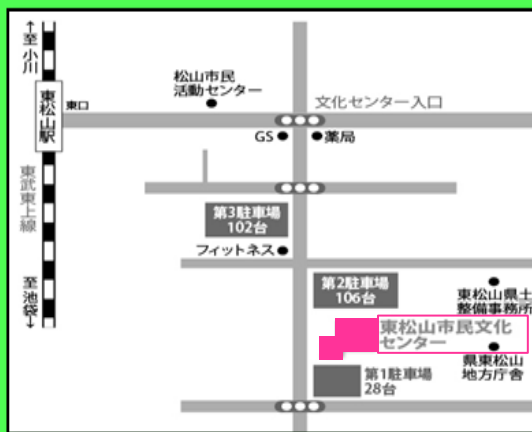 ←至 小川
東松山駅
東口
東武東上線
至 池袋→
松山市民
活動センター
文化センター入口
GS
薬局
第3駐車場
102台
フィットネス
第2駐車場
106台
東松山県土
整備事務所
東松山市民文化
センター
県東松山
地方庁舎
第1駐車場
28台